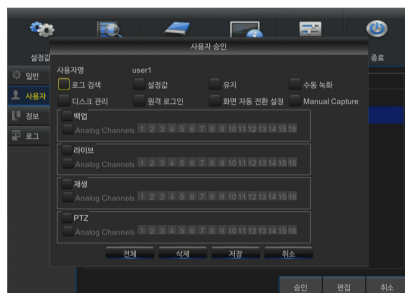 사용자 승인
설정값
종료
일반
사용자
정보
로그
사용자명 user1
로그 검색 설정값 유지 수동 녹화
디스크 관리 원격 로그인 화면 자동 전환 설정 Manual Capture
백업
Analog Channels 1 2 3 4 5 6 7 8 9 10 11 12 13 14 15 16
라이브
Analog Channels 1 2 3 4 5 6 7 8 9 10 11 12 13 14 15 16
재생
Analog Channels 1 2 3 4 5 6 7 8 9 10 11 12 13 14 15 16
PTZ
Analog Channels 1 2 3 4 5 6 7 8 9 10 11 12 13 14 15 16
전체 삭제 저장 취소
승인 편집 취소